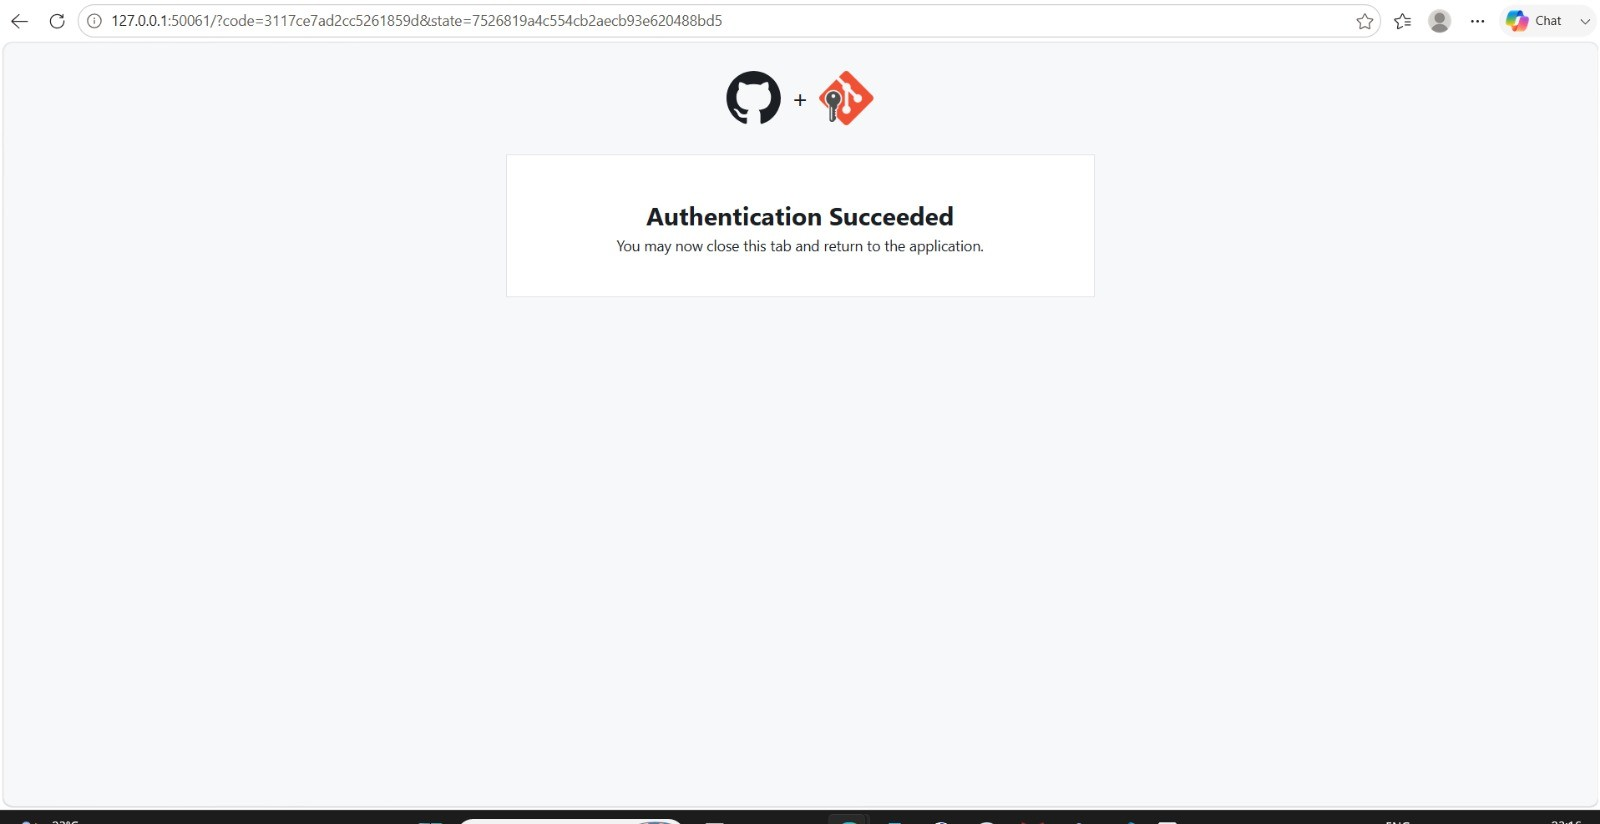 127.0.0.1:50061/?code=3117ce7ad2cc5261859d&state=7526819a4c554cb2aecb93e620488bd5
Chat
+
Authentication Succeeded
You may now close this tab and return to the application.